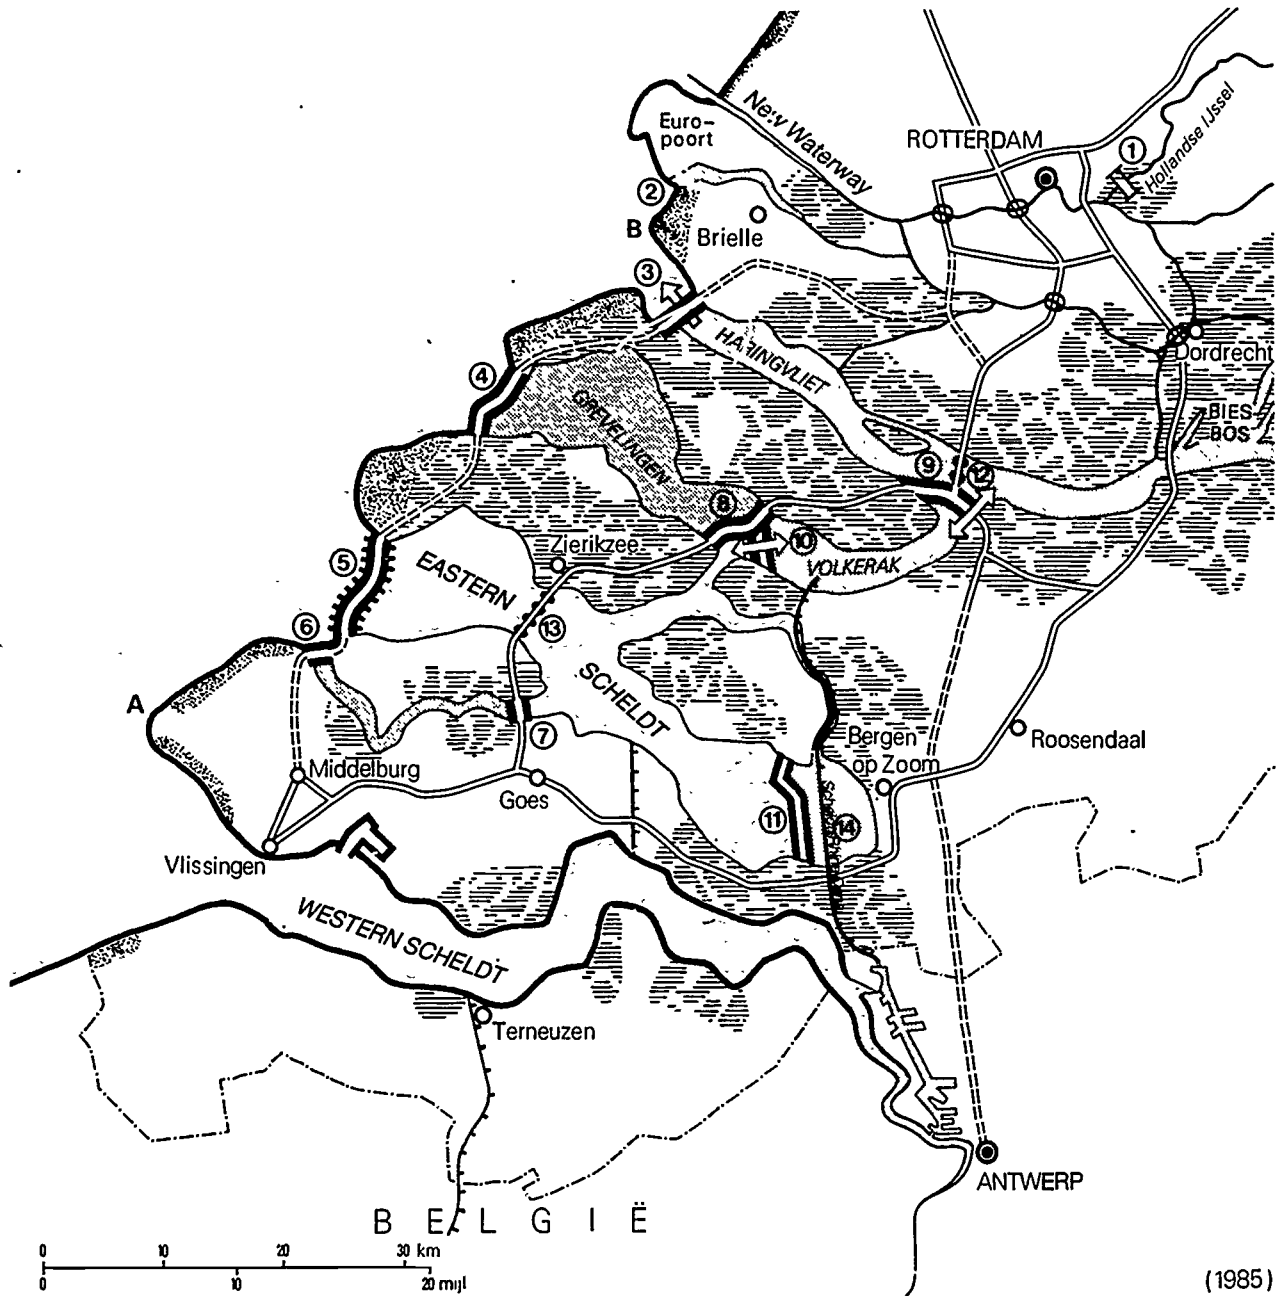 Euro-
poort
New Waterway
ROTTERDAM
1
Hollandse IJssel
2
B
Brielle
3
HARINGVLIET
Dordrecht
4
GREVELINGEN
BIES
BOS
9
12
8
10
VOLKERAK
5
EASTERN
Zierikzee
6
13
SCHELDT
A
7
Bergen
op Zoom
Roosendaal
Middelburg
Goes
11
14
Vlissingen
WESTERN SCHELDT
Terneuzen
ANTWERP
BELGIË
0 10 20 30 km
0 10 20 mijl
(1985)